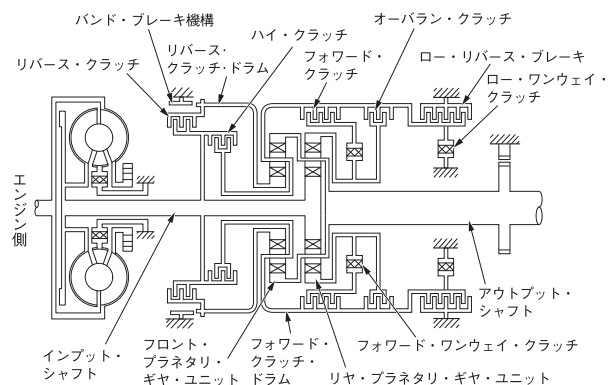 バンド・ブレーキ機構
オーバラン・クラッチ
リバース・
クラッチ・ドラム
ハイ・クラッチ
リバース・クラッチ
フォワード・
クラッチ
ロー・リバース・ブレーキ
ロー・ワンウェイ・
クラッチ
エンジン側
インプット・
シャフト
フロント・
プラネタリ・
ギヤ・ユニット
フォワード・
クラッチ・
ドラム
リヤ・プラネタリ・ギヤ・ユニット
フォワード・ワンウェイ・クラッチ
アウトプット・
シャフト